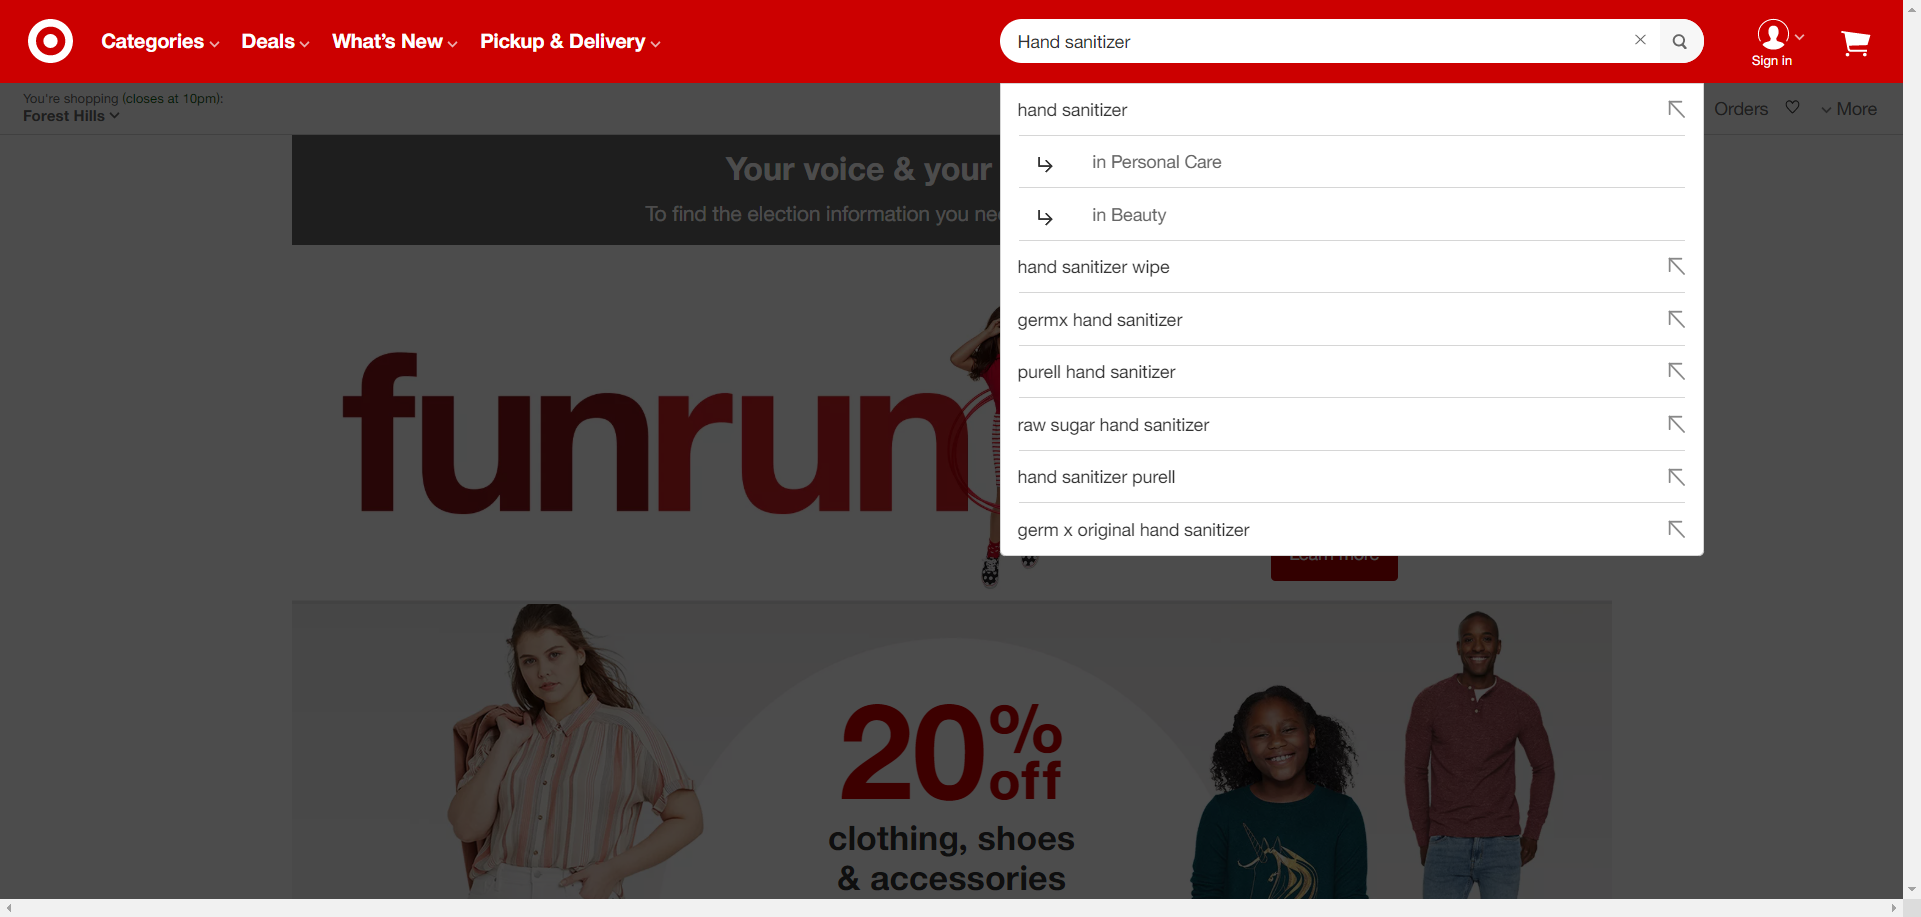 Categories
Deals
What's New
Pickup & Delivery
Hand sanitizer
Sign in
You're shopping (closes at 10pm):
Forest Hills
Orders
More
hand sanitizer
in Personal Care
in Beauty
hand sanitizer wipe
germx hand sanitizer
purell hand sanitizer
raw sugar hand sanitizer
hand sanitizer purell
germ x original hand sanitizer
Your voice & your
To find the election information you
funrun
Learn more
20% off
clothing, shoes
& accessories